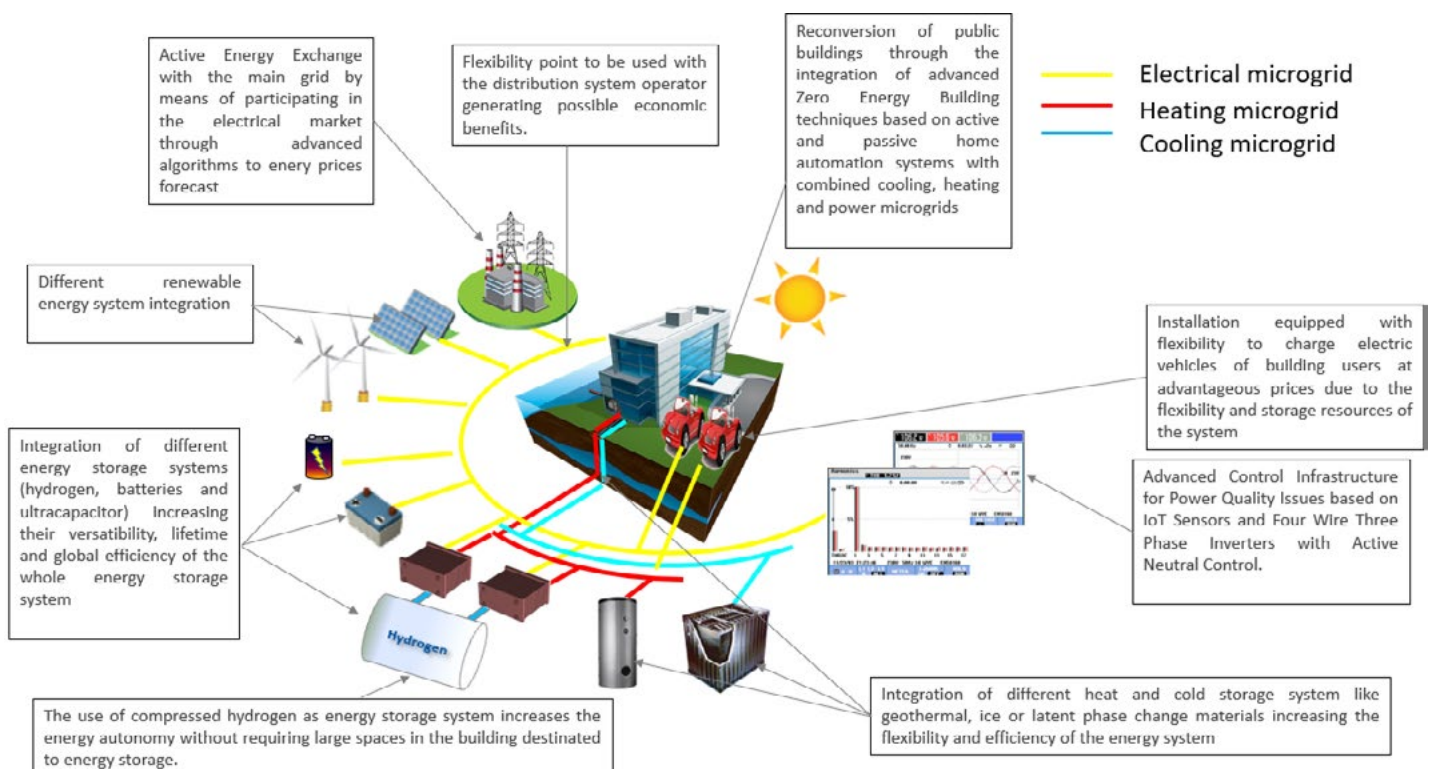 Active Energy Exchange
with the main grid by
means of participating in
the electrical market
through advanced
algorithms to enery prices
forecast
Flexibility point to be used with
the distribution system operator
generating possible economic
benefits.
Reconversion of public
buildings through the
integration of advanced
Zero Energy Building
techniques based on active
and passive home
automation systems with
combined cooling, heating
and power microgrids
Electrical microgrid
Heating microgrid
Cooling microgrid
Different renewable
energy system integration
Installation equipped with
flexibility to charge electric
vehicles of building users at
advantageous prices due to the
flexibility and storage resources of
the system
Integration of different
energy storage systems
(hydrogen, batteries and
ultracapacitor) Increasing
their versatibility, lifetime
and global efficiency of the
whole energy storage
system
Advanced Control Infrastructure
for Power Quality Issues based on
IoT Sensors and Four Wire Three
Phase Inverters with Active
Neutral Control.
Hydrogen
The use of compressed hydrogen as energy storage system increases the
energy autonomy without requiring large spaces in the building destinated
to energy storage.
Integration of different heat and cold storage system like
geothermal, ice or latent phase change materials increasing the
flexibility and efficiency of the energy system